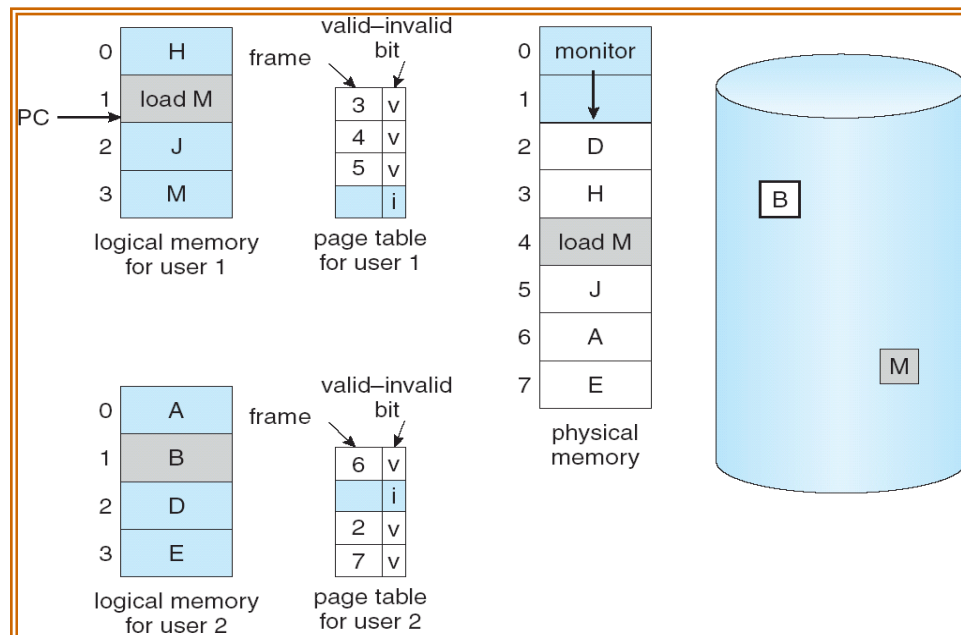 valid–invalid
bit
frame
0 H
1 load M
2 J
3 M
PC
3 v
4 v
5 v
i
logical memory
for user 1
page table
for user 1
0 monitor
1
2 D
3 H
4 load M
5 J
6 A
7 E
physical
memory
B
M
valid–invalid
bit
frame
0 A
1 B
2 D
3 E
6 v
i
2 v
7 v
logical memory
for user 2
page table
for user 2